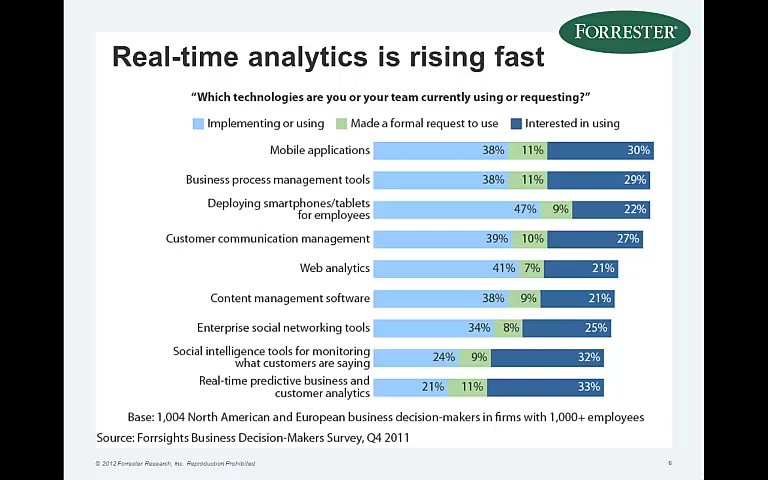 FORRESTER®
Real-time analytics is rising fast
“Which technologies are you or your team currently using or requesting?”
Implementing or using Made a formal request to use Interested in using
Mobile applications 38% 11% 30%
Business process management tools 38% 11% 29%
Deploying smartphones/tablets
for employees 47% 9% 22%
Customer communication management 39% 10% 27%
Web analytics 41% 7% 21%
Content management software 38% 9% 21%
Enterprise social networking tools 34% 8% 25%
Social intelligence tools for monitoring
what customers are saying 24% 9% 32%
Real-time predictive business and
customer analytics 21% 11% 33%
Base: 1,004 North American and European business decision-makers in firms with 1,000+ employees
Source: Forrsights Business Decision-Makers Survey, Q4 2011
© 2012 Forrester Research, Inc. Reproduction Prohibited 6